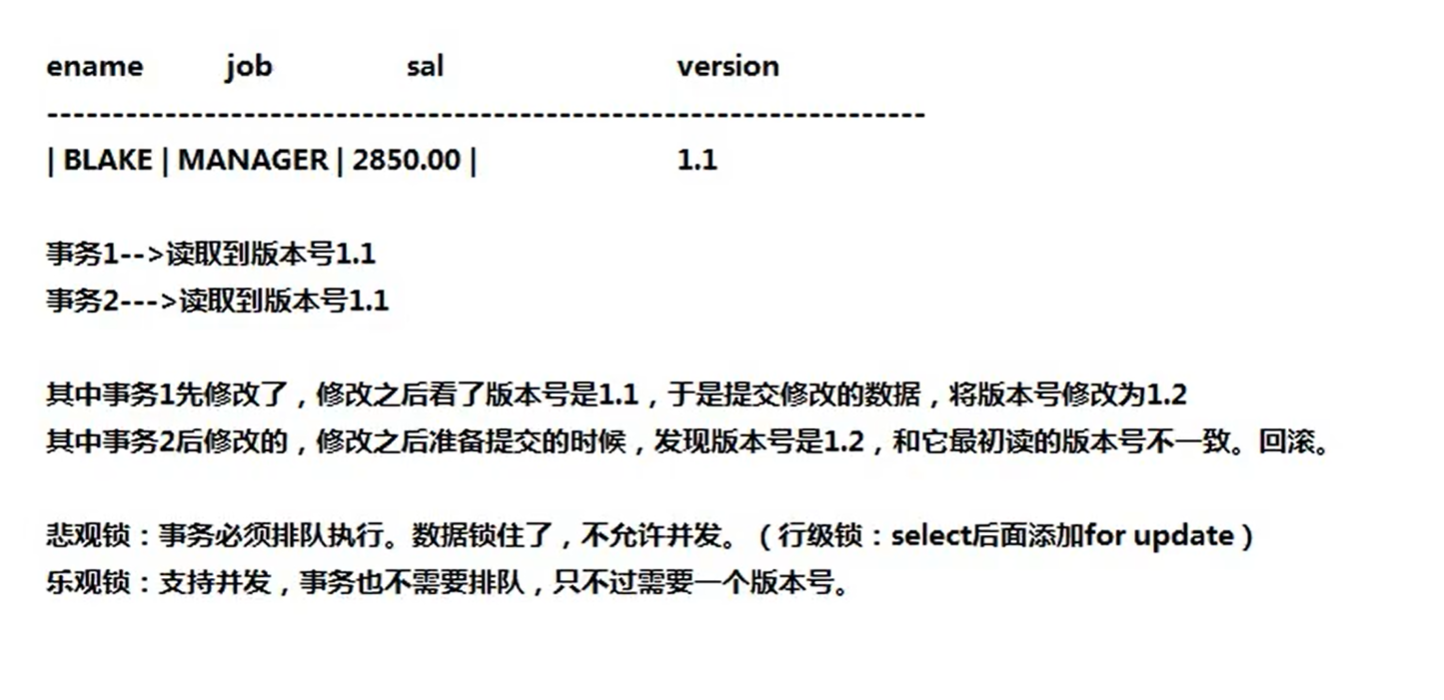 ename job sal version
-------------------------------------------------------------------
| BLAKE | MANAGER | 2850.00 | 1.1
事务1-->读取到版本号1.1
事务2--->读取到版本号1.1
其中事务1先修改了，修改之后看了版本号是1.1，于是提交修改的数据，将版本号修改为1.2
其中事务2后修改的，修改之后准备提交的时候，发现版本号是1.2，和它最初读的版本号不一致。回滚。
悲观锁：事务必须排队执行。数据锁住了，不允许并发。（行级锁：select后面添加for update）
乐观锁：支持并发，事务也不需要排队，只不过需要一个版本号。